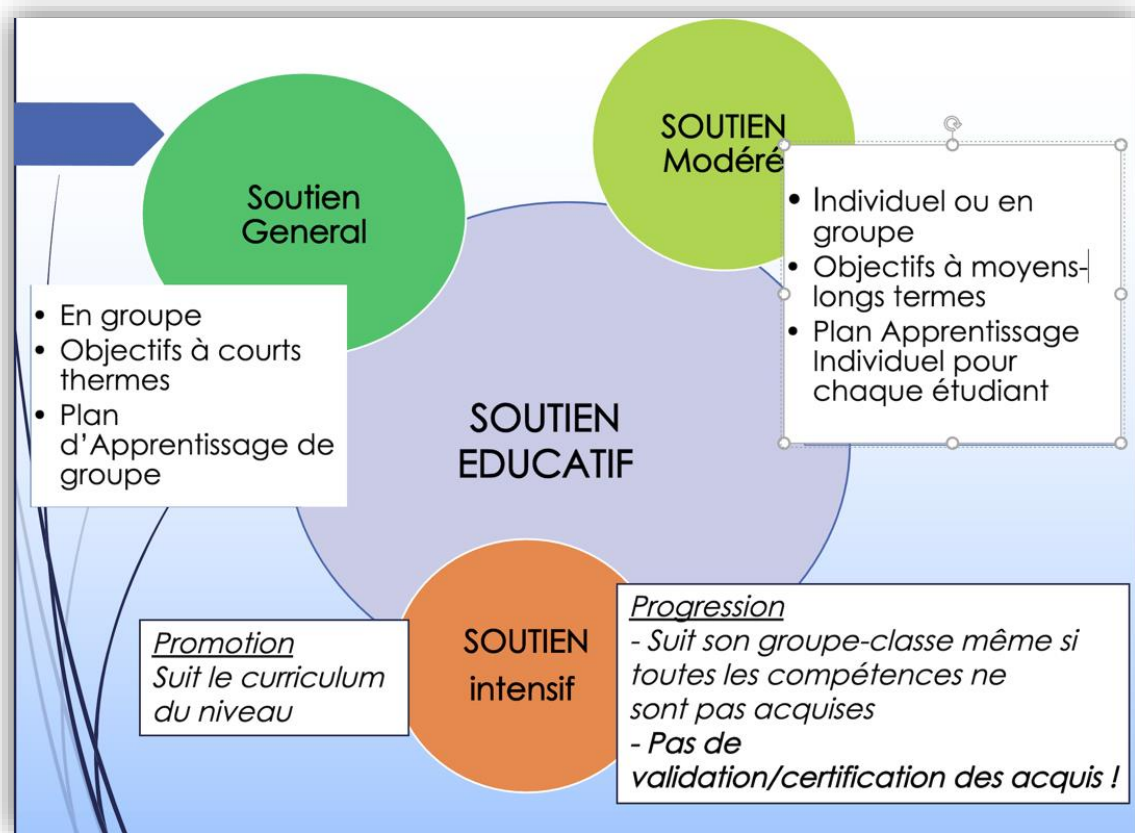 Soutien
General
• En groupe
• Objectifs à courts
thermes
• Plan
d’Apprentissage de
groupe
SOUTIEN
Modéré
• Individuel ou en
groupe
• Objectifs à moyens-
longs termes
• Plan Apprentissage
Individuel pour
chaque étudiant
SOUTIEN
EDUCATIF
SOUTIEN
intensif
Promotion
Suit le curriculum
du niveau
Progression
- Suit son groupe-classe même si
toutes les compétences ne
sont pas acquises
- Pas de
validation/certification des acquis !